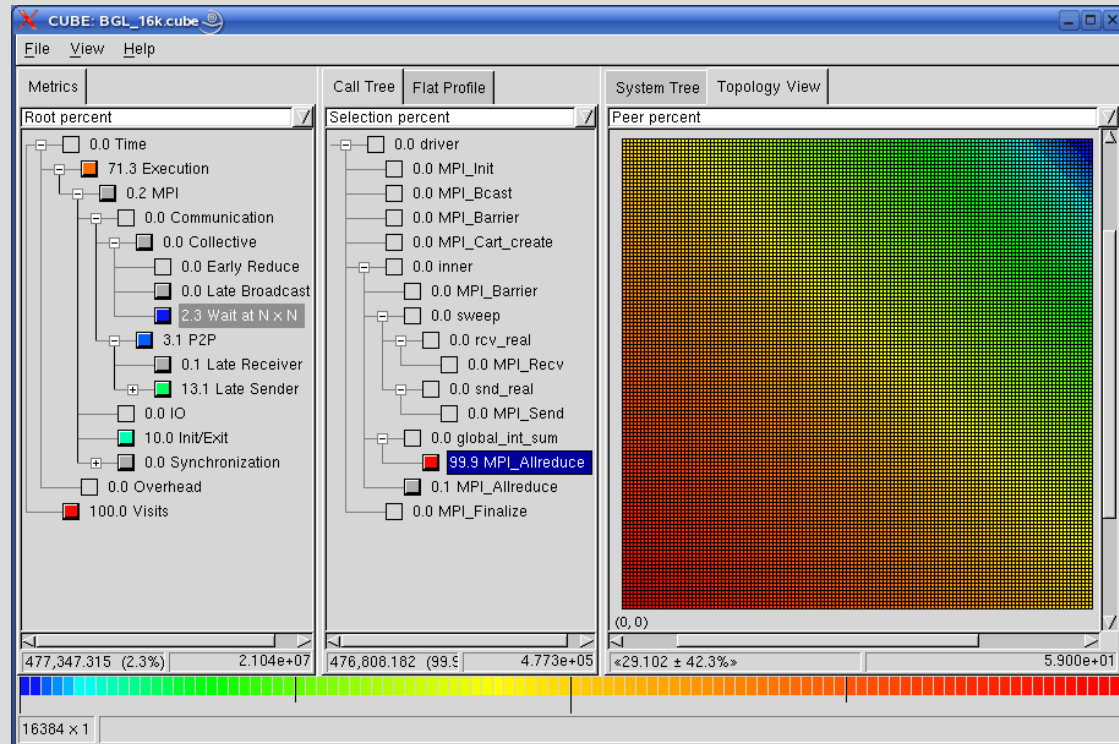 CUBE: BGL_16k.cube
File View Help
Metrics
Root percent
0.0 Time
71.3 Execution
0.2 MPI
0.0 Communication
0.0 Collective
0.0 Early Reduce
0.0 Late Broadcast
2.3 Wait at N x N
3.1 P2P
0.1 Late Receiver
13.1 Late Sender
0.0 IO
10.0 Init/Exit
0.0 Synchronization
0.0 Overhead
100.0 Visits
477,347.315 (2.3%) 2.104e+07
Call Tree Flat Profile
Selection percent
0.0 driver
0.0 MPI_Init
0.0 MPI_Bcast
0.0 MPI_Barrier
0.0 MPI_Cart_create
0.0 inner
0.0 MPI_Barrier
0.0 sweep
0.0 rcv_real
0.0 MPI_Recv
0.0 snd_real
0.0 MPI_Send
0.0 global_int_sum
99.9 MPI_Allreduce
0.1 MPI_Allreduce
0.0 MPI_Finalize
476,808.182 (99.9 4.773e+05
System Tree Topology View
Peer percent
(0, 0)
«29.102 ± 42.3%» 5.900e+01
16384 x 1